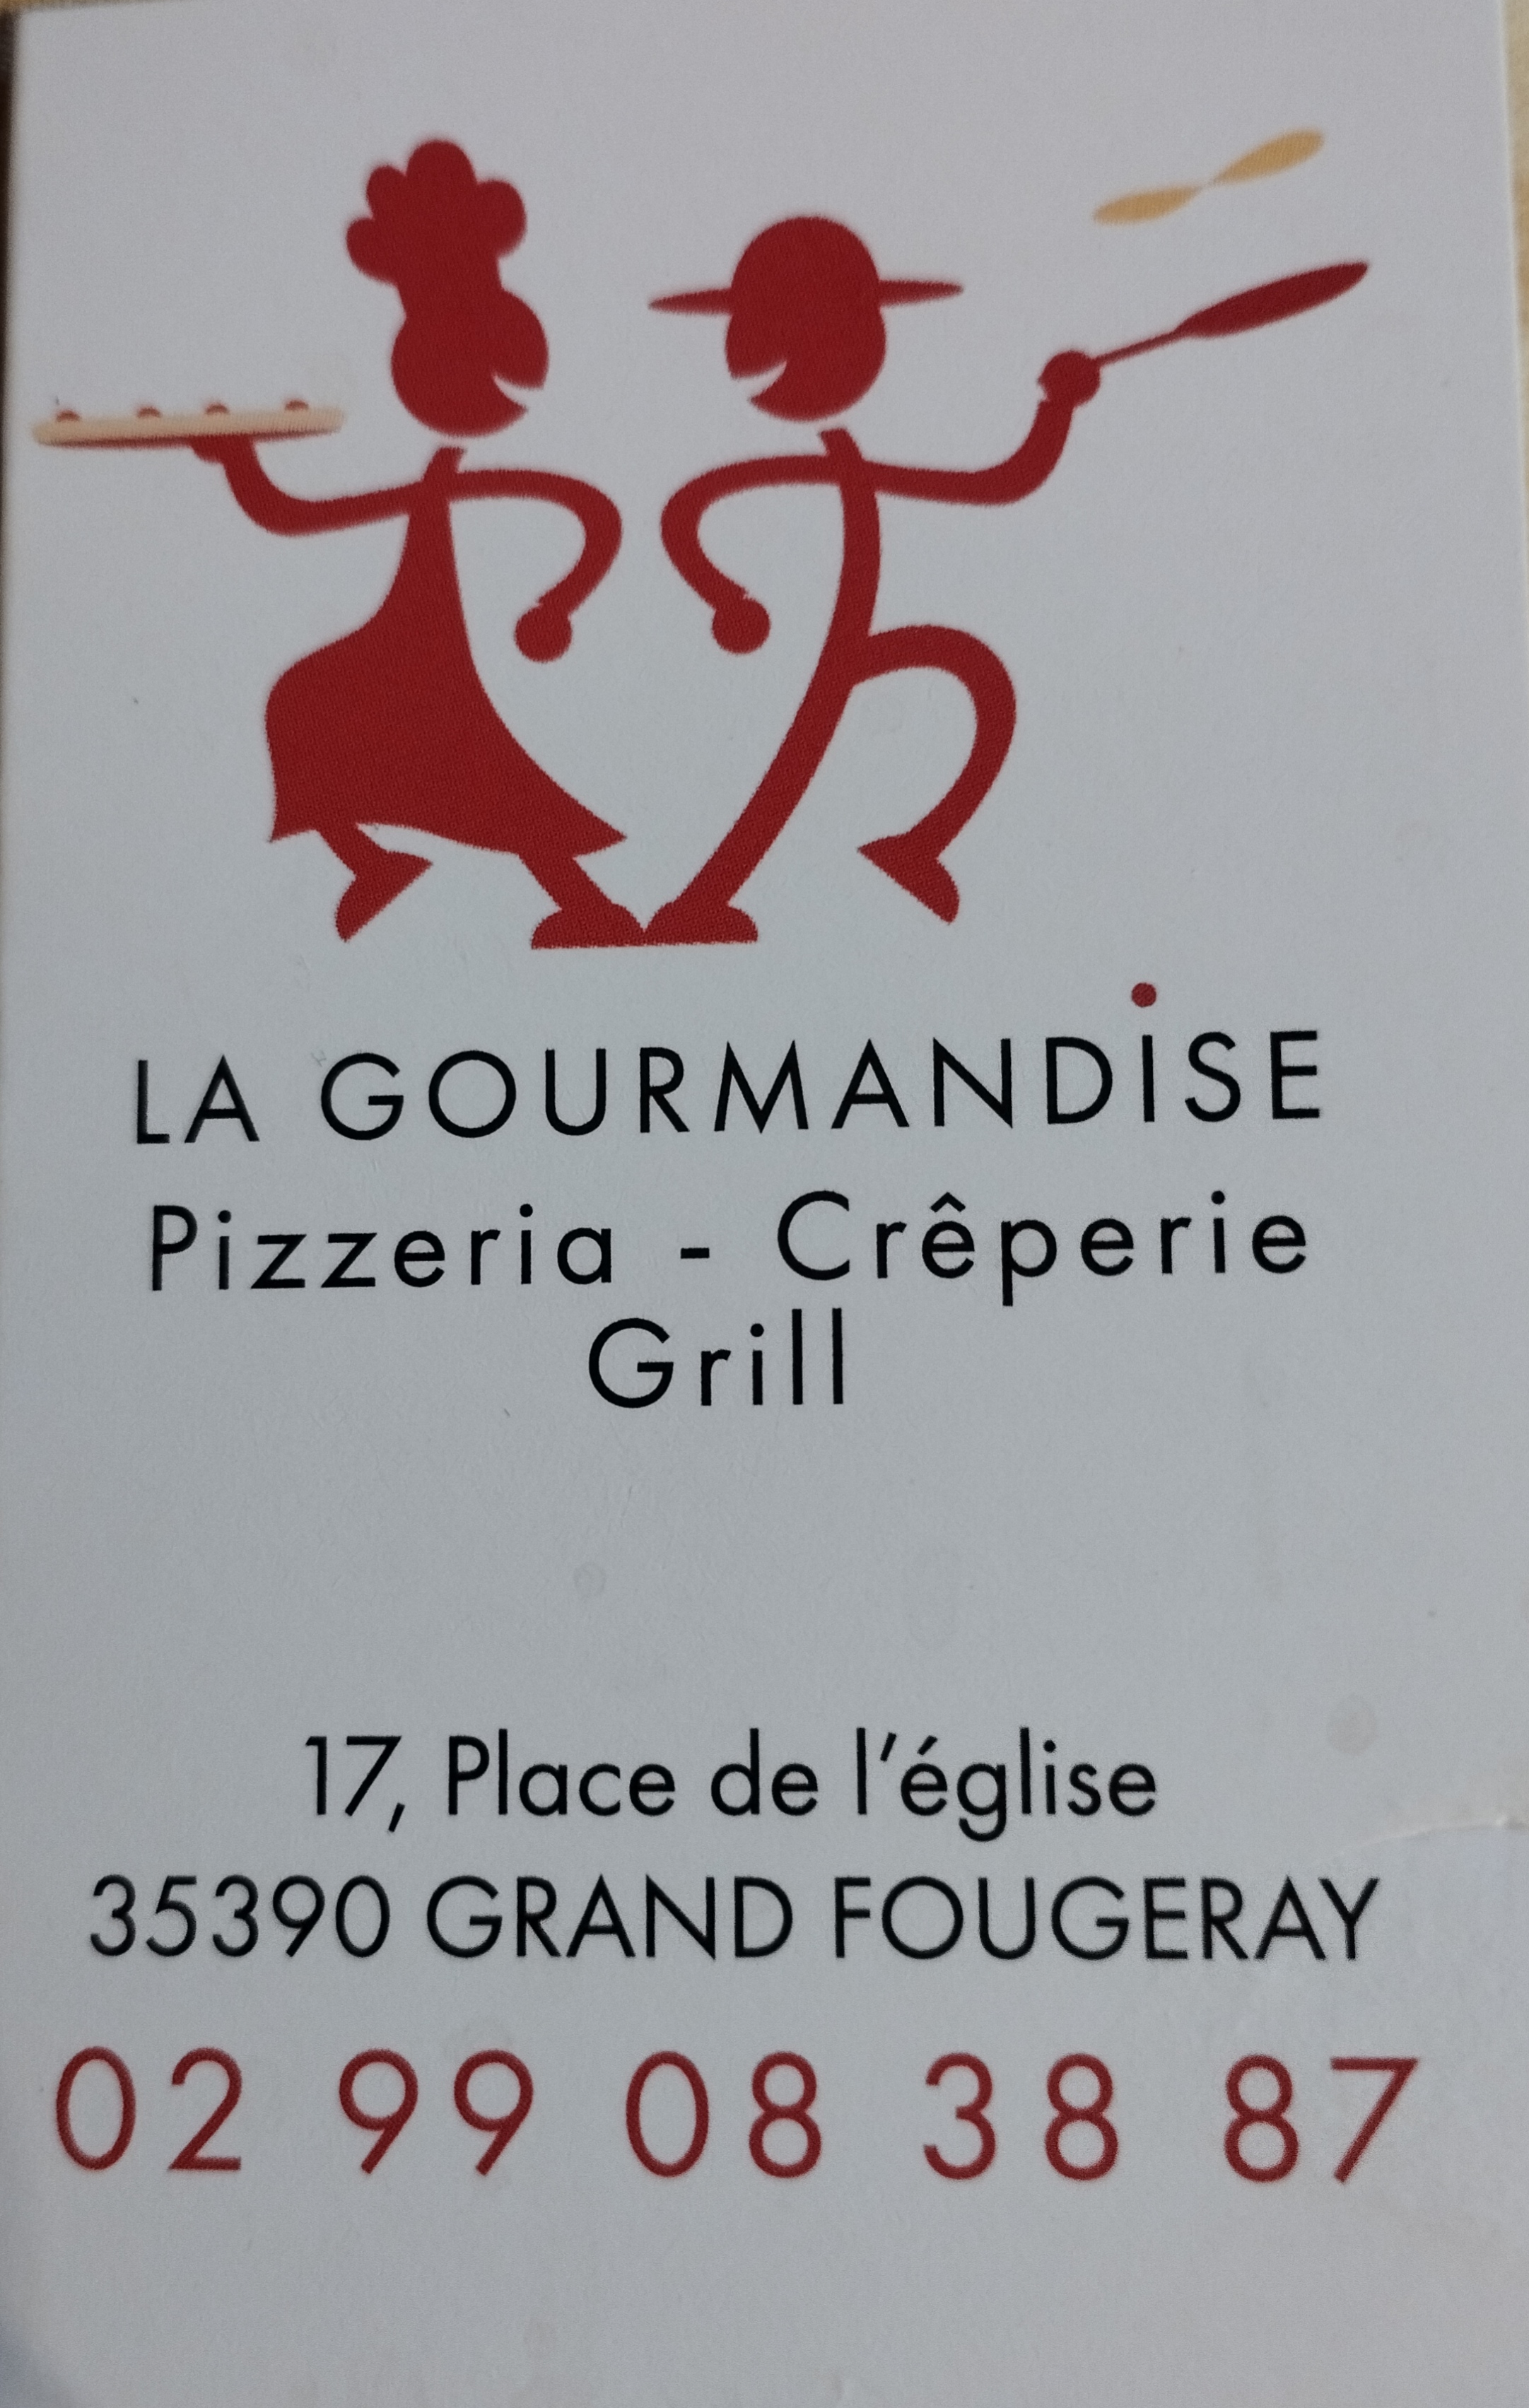 LA GOURMANDiSE
Pizzeria - Crêperie
Grill
17, Place de l'église
35390 GRAND FOUGERAY
02 99 08 38 87